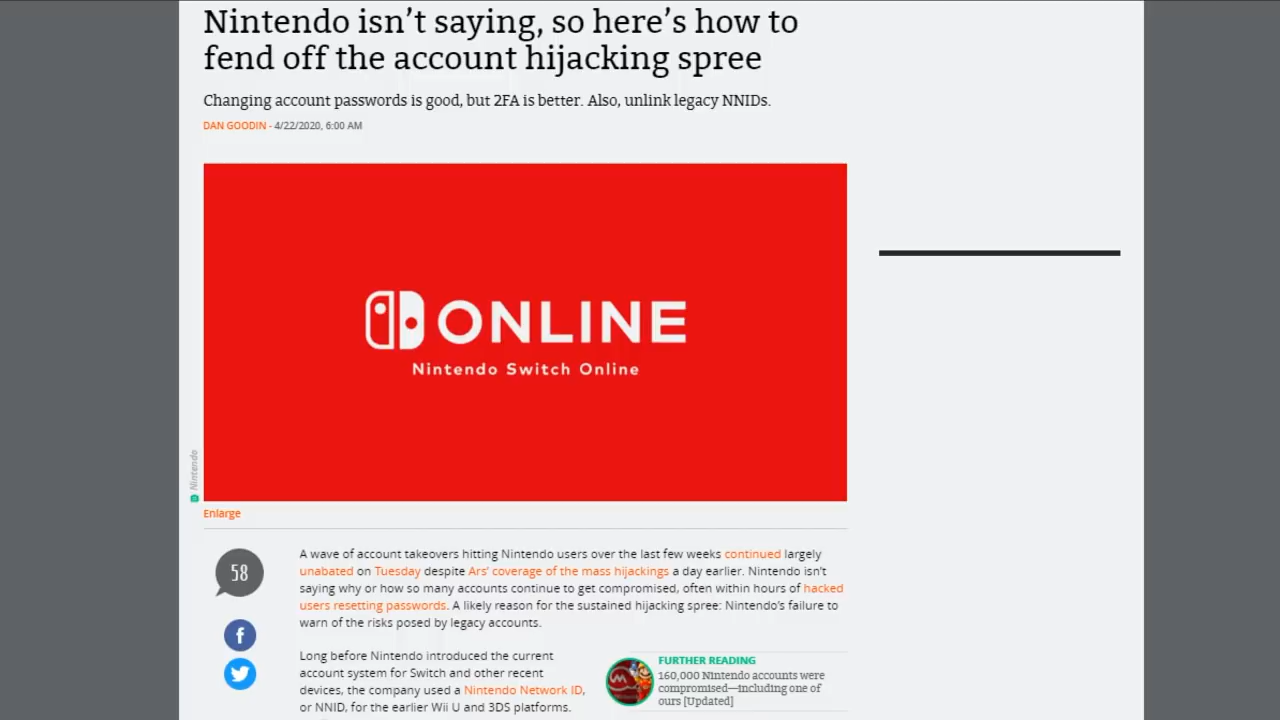 Nintendo isn’t saying, so here’s how to
fend off the account hijacking spree
Changing account passwords is good, but 2FA is better. Also, unlink legacy NNIDs.
DAN GOODIN - 4/22/2020, 6:00 AM
ONLINE
Nintendo Switch Online
Nintendo
Enlarge
58
A wave of account takeovers hitting Nintendo users over the last few weeks continued largely
unabated on Tuesday despite Ars’ coverage of the mass hijackings a day earlier. Nintendo isn’t
saying why or how so many accounts continue to get compromised, often within hours of hacked
users resetting passwords. A likely reason for the sustained hijacking spree: Nintendo’s failure to
warn of the risks posed by legacy accounts.
Long before Nintendo introduced the current
account system for Switch and other recent
devices, the company used a Nintendo Network ID,
or NNID, for the earlier Wii U and 3DS platforms.
FURTHER READING
160,000 Nintendo accounts were
compromised—including one of
ours [Updated]